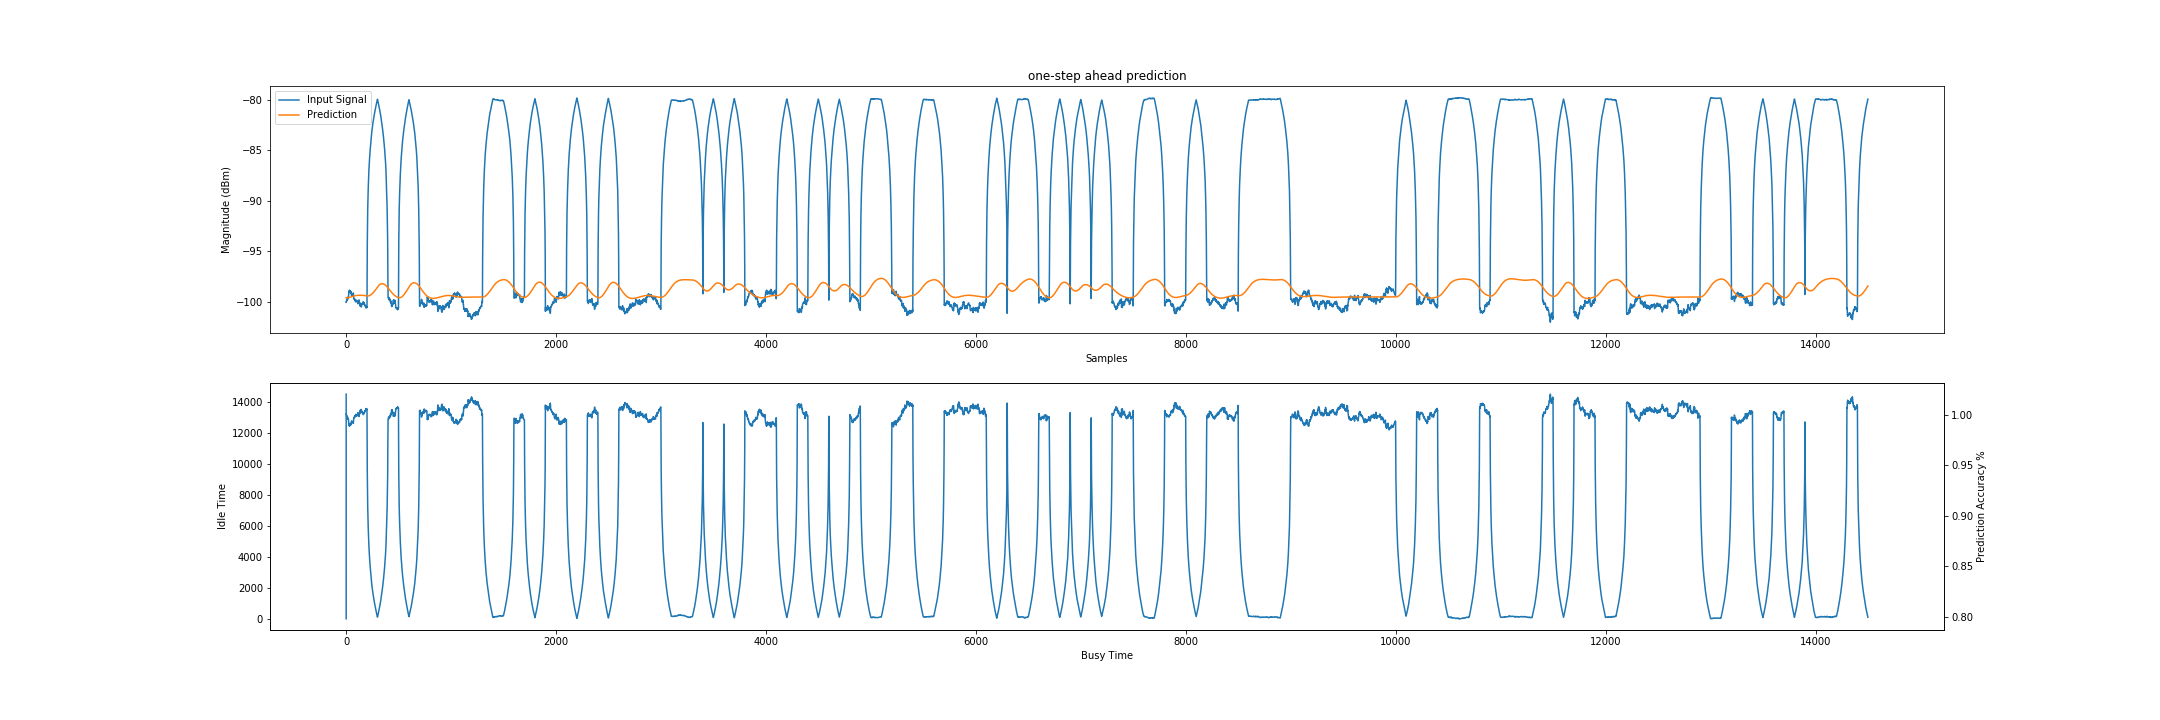 one-step ahead prediction
Input Signal
Prediction
Magnitude (dBm)
−80
−85
−90
−95
−100
0 2000 4000 6000 8000 10000 12000 14000
Samples
Idle Time
14000
12000
10000
8000
6000
4000
2000
0
1.00
0.95
0.90
0.85
0.80
Prediction Accuracy %
0 2000 4000 6000 8000 10000 12000 14000
Busy Time